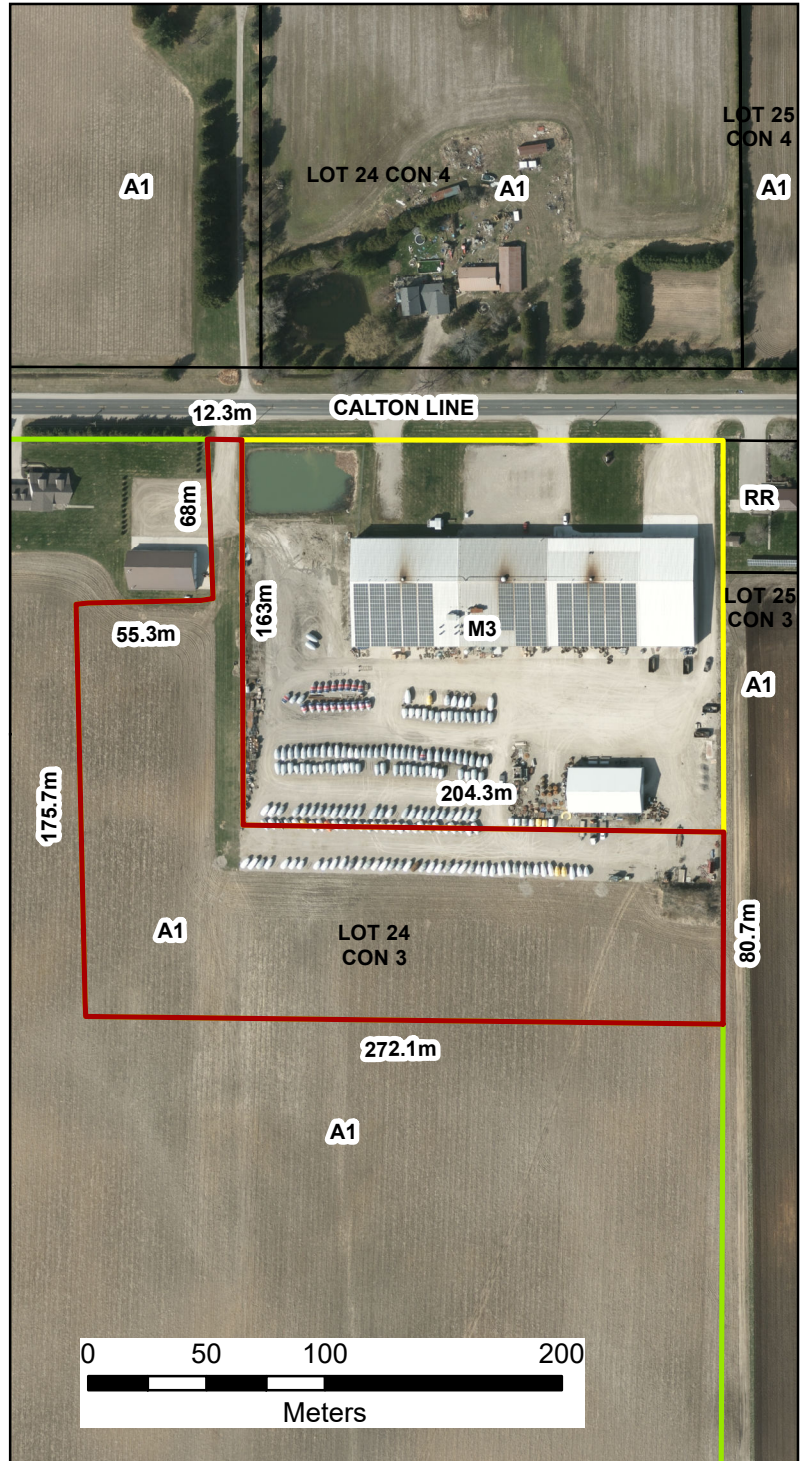 LOT 25
CON 4
A1
LOT 24 CON 4
A1
A1
12.3m
CALTON LINE
68m
RR
163m
LOT 25
CON 3
55.3m
M3
A1
175.7m
204.3m
A1
LOT 24
CON 3
80.7m
272.1m
A1
0 50 100 200
Meters